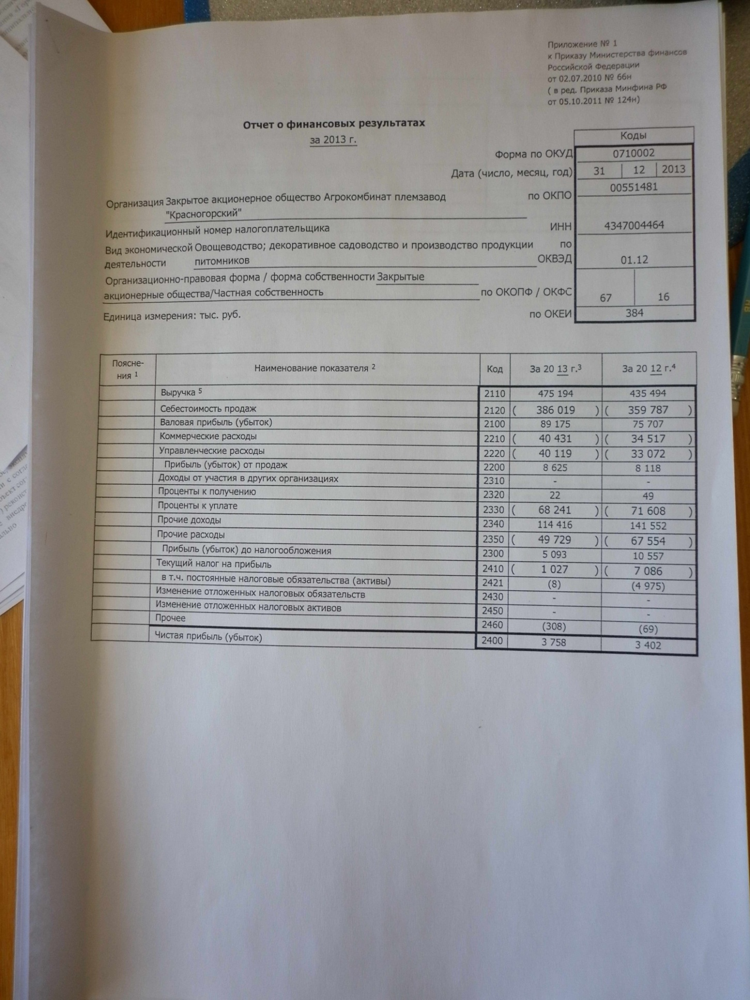 Приложение № 1
к Приказу Министерства финансов
Российской Федерации
от 02.07.2010 № 66н
( в ред. Приказа Минфина РФ
от 05.10.2011 № 124н)
Отчет о финансовых результатах
за 2013 г.
Коды
Форма по ОКУД 0710002
Дата (число, месяц, год) 31 12 2013
Организация Закрытое акционерное общество Агрокомбинат племзавод по ОКПО 00551481
"Красногорский"
Идентификационный номер налогоплательщика ИНН 4347004464
Вид экономической Овощеводство; декоративное садоводство и производство продукции по
деятельности питомников ОКВЭД 01.12
Организационно-правовая форма / форма собственности Закрытые
акционерные общества/Частная собственность по ОКОПФ / ОКФС 67 16
Единица измерения: тыс. руб. по ОКЕИ 384
Поясне-
ния 1 Наименование показателя 2 Код За 20 13 г.3 За 20 12 г.4
Выручка 5 2110 475 194 435 494
Себестоимость продаж 2120 ( 386 019 ) ( 359 787 )
Валовая прибыль (убыток) 2100 89 175 75 707
Коммерческие расходы 2210 ( 40 431 ) ( 34 517 )
Управленческие расходы 2220 ( 40 119 ) ( 33 072 )
Прибыль (убыток) от продаж 2200 8 625 8 118
Доходы от участия в других организациях 2310 - -
Проценты к получению 2320 22 49
Проценты к уплате 2330 ( 68 241 ) ( 71 608 )
Прочие доходы 2340 114 416 141 552
Прочие расходы 2350 ( 49 729 ) ( 67 554 )
Прибыль (убыток) до налогообложения 2300 5 093 10 557
Текущий налог на прибыль 2410 ( 1 027 ) ( 7 086 )
в т.ч. постоянные налоговые обязательства (активы) 2421 (8) (4 975)
Изменение отложенных налоговых обязательств 2430 - -
Изменение отложенных налоговых активов 2450 - -
Прочее 2460 (308) (69)
Чистая прибыль (убыток) 2400 3 758 3 402